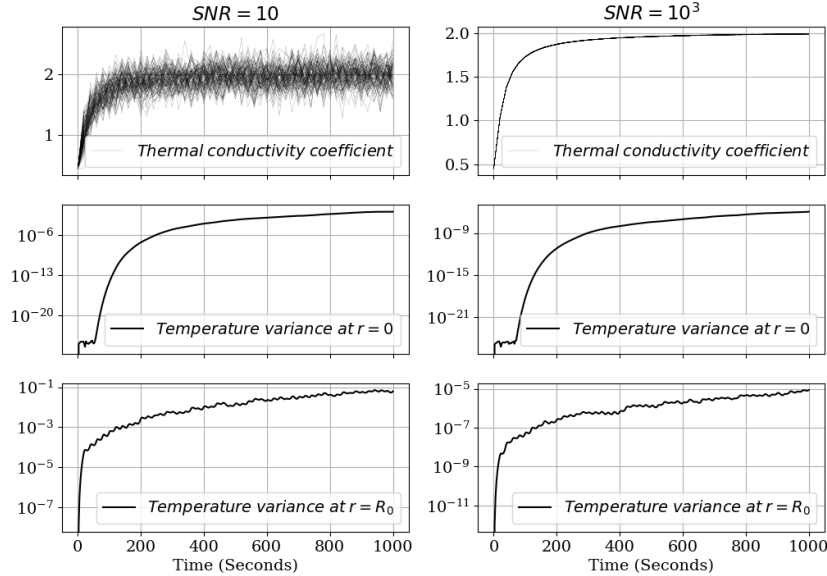 SNR = 10
SNR = 10³
2
1
Thermal conductivity coefficient
2.0
1.5
1.0
0.5
Thermal conductivity coefficient
10⁻⁶
10⁻¹³
10⁻²⁰
Temperature variance at r = 0
10⁻⁹
10⁻¹⁵
10⁻²¹
Temperature variance at r = 0
10⁻¹
10⁻³
10⁻⁵
10⁻⁷
Temperature variance at r = R₀
0 200 400 600 800 1000
Time (Seconds)
10⁻⁵
10⁻⁷
10⁻⁹
10⁻¹¹
Temperature variance at r = R₀
0 200 400 600 800 1000
Time (Seconds)